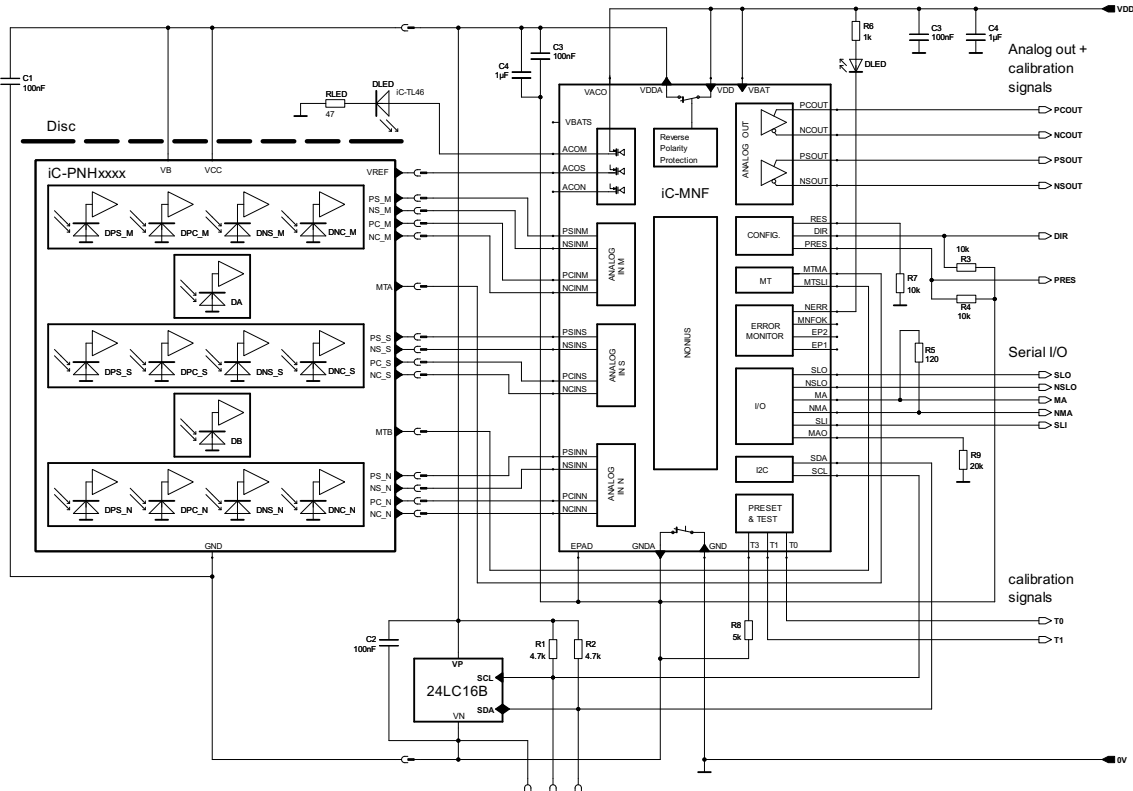 VDD
R6
1k
C3
100nF
C4
1µF
DLED
Analog out +
calibration
signals
C1
100nF
C3
100nF
C4
1µF
DLED
iC-TL46
RLED
47
Disc
iC-PNHxxxx
VB
VCC
VREF
DPS_M
DPC_M
DNS_M
DNC_M
PS_M
NS_M
PC_M
NC_M
DA
MTA
DPS_S
DPC_S
DNS_S
DNC_S
PS_S
NS_S
PC_S
NC_S
DB
MTB
DPS_N
DPC_N
DNS_N
DNC_N
PS_N
NS_N
PC_N
NC_N
GND
VACO
VDDA
VDD
VBAT
VBATS
ACOM
ACOS
ACON
Reverse
Polarity
Protection
iC-MNF
ANALOG OUT
PCOUT
NCOUT
PSOUT
NSOUT
PCOUT
NCOUT
PSOUT
NSOUT
PSINM
NSINM
PCINM
NCINM
ANALOG
IN M
PSINS
NSINS
PCINS
NCINS
ANALOG
IN S
PSINN
NSINN
PCINN
NCINN
ANALOG
IN N
NONIUS
CONFIG.
RES
DIR
PRES
DIR
PRES
10k
R3
R4
10k
R7
10k
MT
MTMA
MTSLI
ERROR
MONITOR
NERR
MNFOK
EP2
EP1
R5
120
Serial I/O
I/O
SLO
NSLO
MA
NMA
SLI
MAO
SLO
NSLO
MA
NMA
SLI
R9
20k
I2C
SDA
SCL
PRESET
& TEST
EPAD
GNDA
GND
T3
T1
T0
calibration
signals
T0
T1
R8
5k
C2
100nF
R1
4.7k
R2
4.7k
VP
SCL
24LC16B
SDA
VN
0V